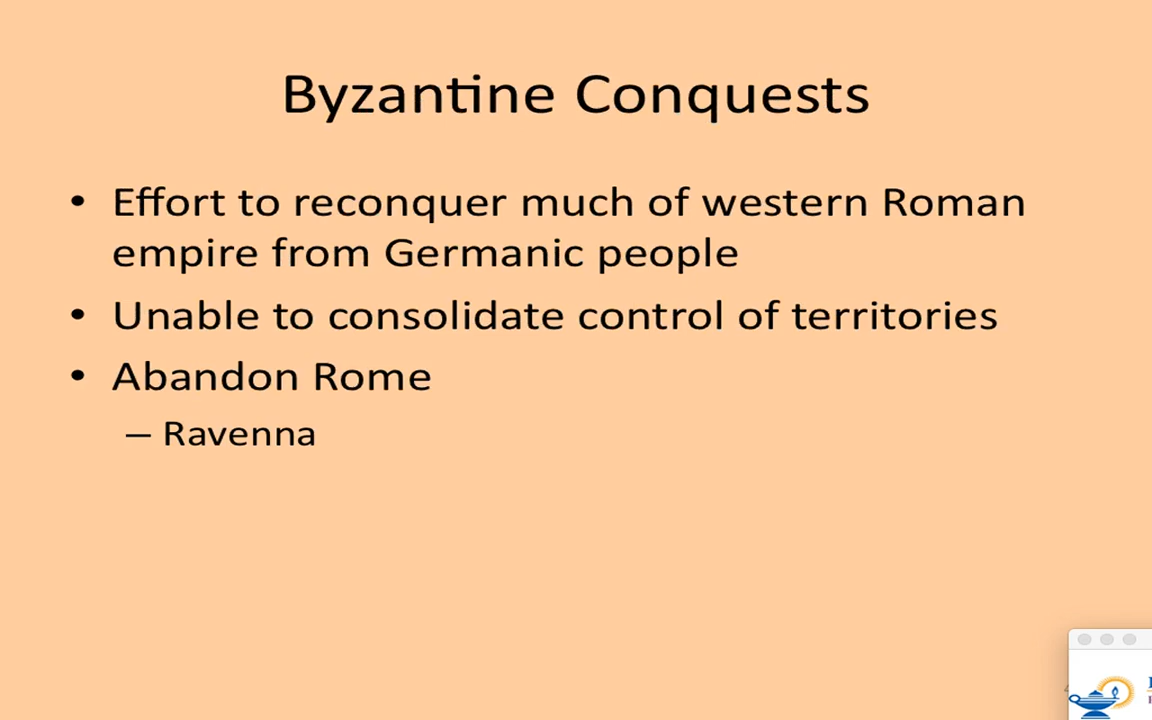 Byzantine Conquests
• Effort to reconquer much of western Roman
empire from Germanic people
• Unable to consolidate control of territories
• Abandon Rome
– Ravenna